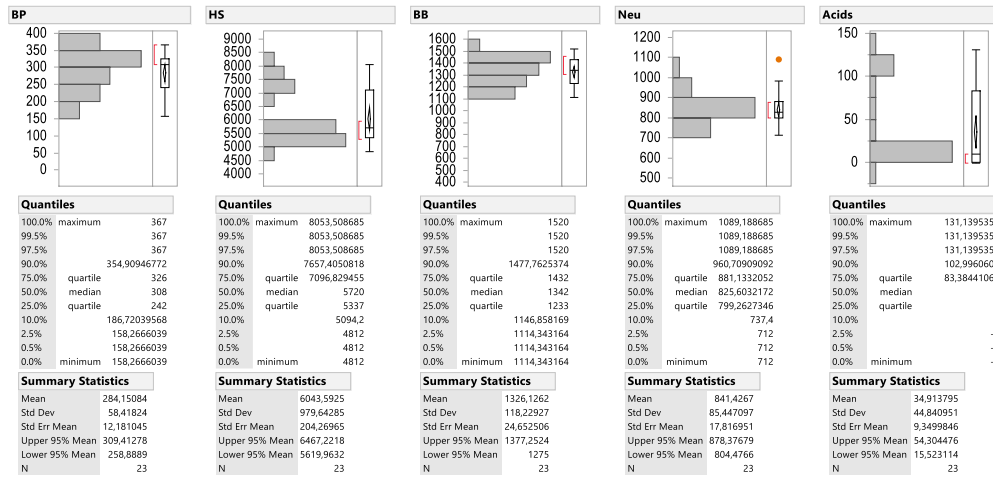 BP HS BB Neu Acids
400 9000 1600 1200 150
350 8500 1500 1100 100
300 8000 1400 1000 50
250 7500 1300 900 0
200 7000 1200 800
150 6500 1100 700
100 6000 1000 600
50 5500 900 500
0 5000 800
4500 700
4000 600
500
400
Quantiles Quantiles Quantiles Quantiles Quantiles
100.0% maximum 367 100.0% maximum 8053,508685 100.0% maximum 1520 100.0% maximum 1089,188685 100.0% maximum 131,139535
99.5% 367 99.5% 8053,508685 99.5% 1520 99.5% 1089,188685 99.5% 131,139535
97.5% 367 97.5% 8053,508685 97.5% 1520 97.5% 1089,188685 97.5% 131,139535
90.0% 354,90946772 90.0% 7657,4050818 90.0% 1477,7625374 90.0% 960,70909092 90.0% 102,996060
75.0% quartile 326 75.0% quartile 7096,829455 75.0% quartile 1432 75.0% quartile 881,1332052 75.0% quartile 83,3844106
50.0% median 308 50.0% median 5720 50.0% median 1342 50.0% median 825,6032172 50.0% median
25.0% quartile 242 25.0% quartile 5337 25.0% quartile 1233 25.0% quartile 799,2627346 25.0% quartile
10.0% 186,72039568 10.0% 5094,2 10.0% 1146,858169 10.0% 737,4 10.0%
2.5% 158,2666039 2.5% 4812 2.5% 1114,343164 2.5% 712 2.5% -
0.5% 158,2666039 0.5% 4812 0.5% 1114,343164 0.5% 712 0.5% -
0.0% minimum 158,2666039 0.0% minimum 4812 0.0% minimum 1114,343164 0.0% minimum 712 0.0% minimum -
Summary Statistics Summary Statistics Summary Statistics Summary Statistics Summary Statistics
Mean 284,15084 Mean 6043,5925 Mean 1326,1262 Mean 841,4267 Mean 34,913795
Std Dev 58,41824 Std Dev 979,64285 Std Dev 118,22927 Std Dev 85,447097 Std Dev 44,840951
Std Err Mean 12,181045 Std Err Mean 204,26965 Std Err Mean 24,652506 Std Err Mean 17,816951 Std Err Mean 9,3499846
Upper 95% Mean 309,41278 Upper 95% Mean 6467,2218 Upper 95% Mean 1377,2524 Upper 95% Mean 878,37679 Upper 95% Mean 54,304476
Lower 95% Mean 258,8889 Lower 95% Mean 5619,9632 Lower 95% Mean 1275 Lower 95% Mean 804,4766 Lower 95% Mean 15,523114
N 23 N 23 N 23 N 23 N 23